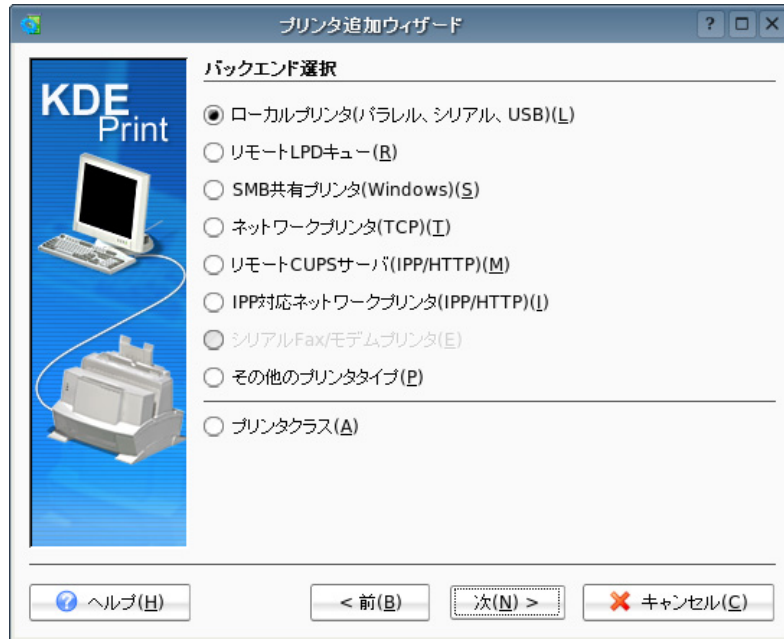 プリンタ追加ウィザード
KDE
Print
バックエンド選択
ローカルプリンタ(パラレル、シリアル、USB)(L)
リモートLPDキュー(R)
SMB共有プリンタ(Windows)(S)
ネットワークプリンタ(TCP)(T)
リモートCUPSサーバ(IPP/HTTP)(M)
IPP対応ネットワークプリンタ(IPP/HTTP)(I)
シリアルFax/モデムプリンタ(E)
その他のプリンタタイプ(P)
プリンタクラス(A)
ヘルプ(H)
< 前(B)
次(N) >
キャンセル(C)